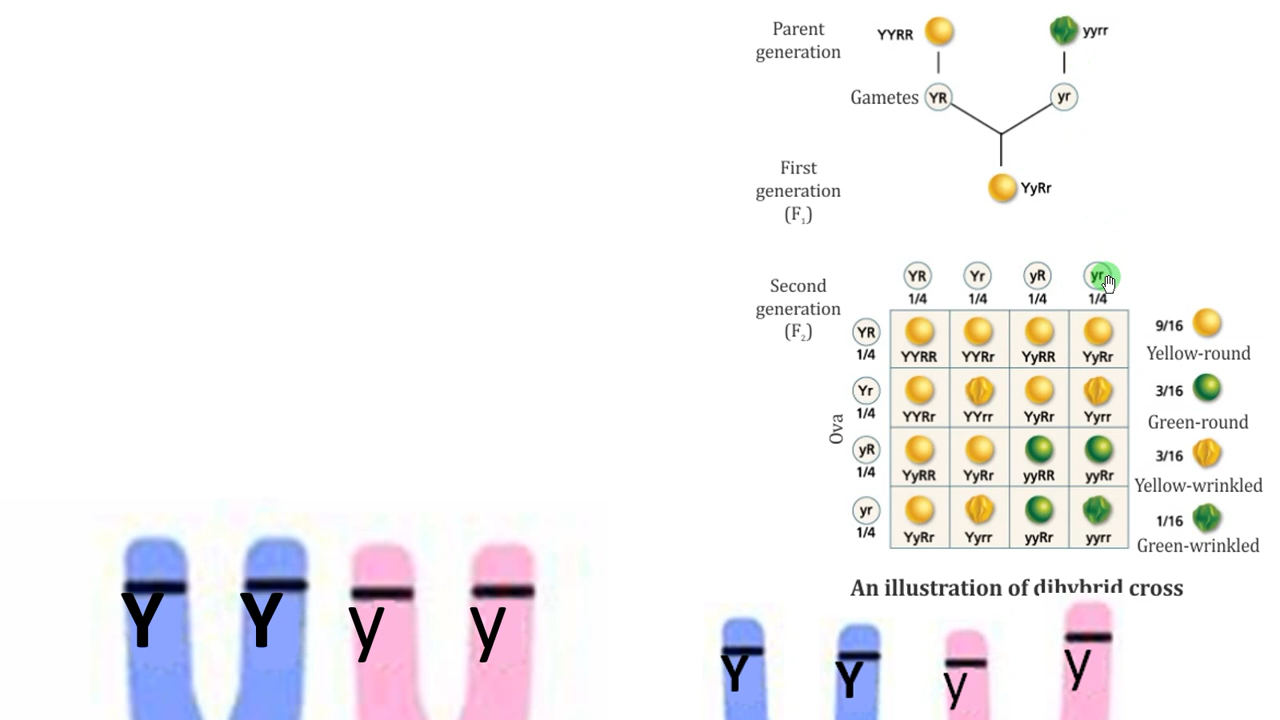 Parent
generation
YYRR
yyrr
Gametes
YR
yr
First
generation
(F₁)
YyRr
Second
generation
(F₂)
YR Yr yR yr
1/4 1/4 1/4 1/4
Ova
YR
1/4
YYRR YYRr YyRR YyRr
Yr
1/4
YYRr YYrr YyRr Yyrr
yR
1/4
YyRR YyRr yyRR yyRr
yr
1/4
YyRr Yyrr yyRr yyrr
9/16
Yellow-round
3/16
Green-round
3/16
Yellow-wrinkled
1/16
Green-wrinkled
An illustration of dihybrid cross
Y Y y y
Y Y y y